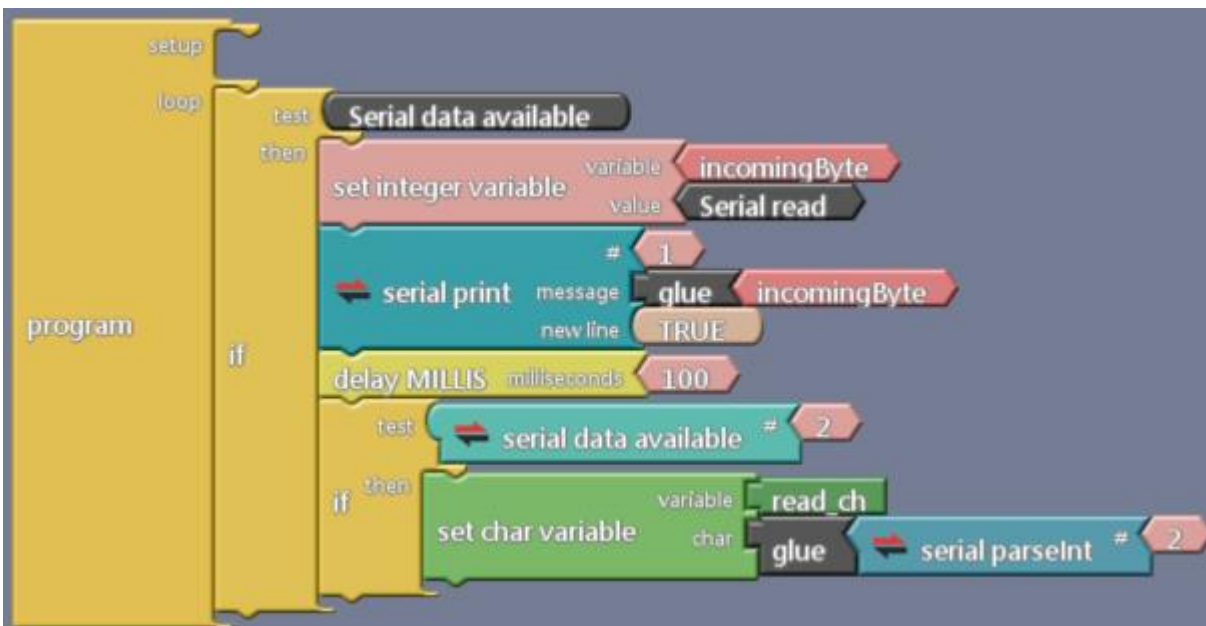 setup
loop
test Serial data available
then
variable incomingByte
set integer variable
value Serial read
# 1
serial print message glue incomingByte
new line TRUE
program
if
delay MILLIS milliseconds 100
test serial data available # 2
if then
variable read_ch
set char variable
char glue serial parseInt # 2